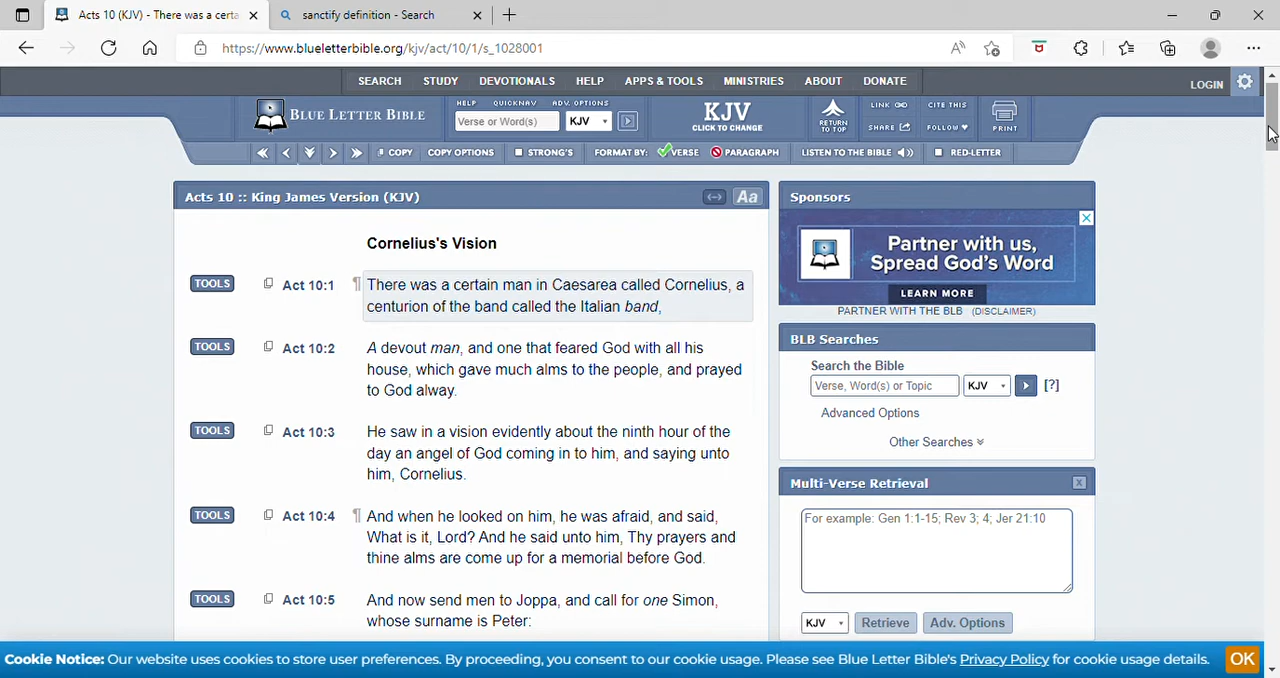 Acts 10 (KJV) - There was a certa
sanctify definition - Search
https://www.blueletterbible.org/kjv/act/10/1/s_1028001
SEARCH STUDY DEVOTIONALS HELP APPS & TOOLS MINISTRIES ABOUT DONATE
LOGIN
BLUE LETTER BIBLE
HELP QUICKNAV ADV. OPTIONS
Verse or Word(s) KJV
KJV
CLICK TO CHANGE
RETURN
TO TOP
LINK CITE THIS
SHARE FOLLOW
PRINT
COPY COPY OPTIONS STRONG'S FORMAT BY: VERSE PARAGRAPH LISTEN TO THE BIBLE RED-LETTER
Acts 10 :: King James Version (KJV)
Aa
Cornelius's Vision
TOOLS Act 10:1 ¶ There was a certain man in Caesarea called Cornelius, a
centurion of the band called the Italian band,
TOOLS Act 10:2 A devout man, and one that feared God with all his
house, which gave much alms to the people, and prayed
to God alway.
TOOLS Act 10:3 He saw in a vision evidently about the ninth hour of the
day an angel of God coming in to him, and saying unto
him, Cornelius.
TOOLS Act 10:4 ¶ And when he looked on him, he was afraid, and said,
What is it, Lord? And he said unto him, Thy prayers and
thine alms are come up for a memorial before God.
TOOLS Act 10:5 And now send men to Joppa, and call for one Simon,
whose surname is Peter:
Sponsors
Partner with us,
Spread God's Word
LEARN MORE
PARTNER WITH THE BLB (DISCLAIMER)
BLB Searches
Search the Bible
Verse, Word(s) or Topic KJV [?]
Advanced Options
Other Searches
Multi-Verse Retrieval X
For example: Gen 1:1-15; Rev 3; 4; Jer 21:10
KJV Retrieve Adv. Options
Cookie Notice: Our website uses cookies to store user preferences. By proceeding, you consent to our cookie usage. Please see Blue Letter Bible's Privacy Policy for cookie usage details. OK